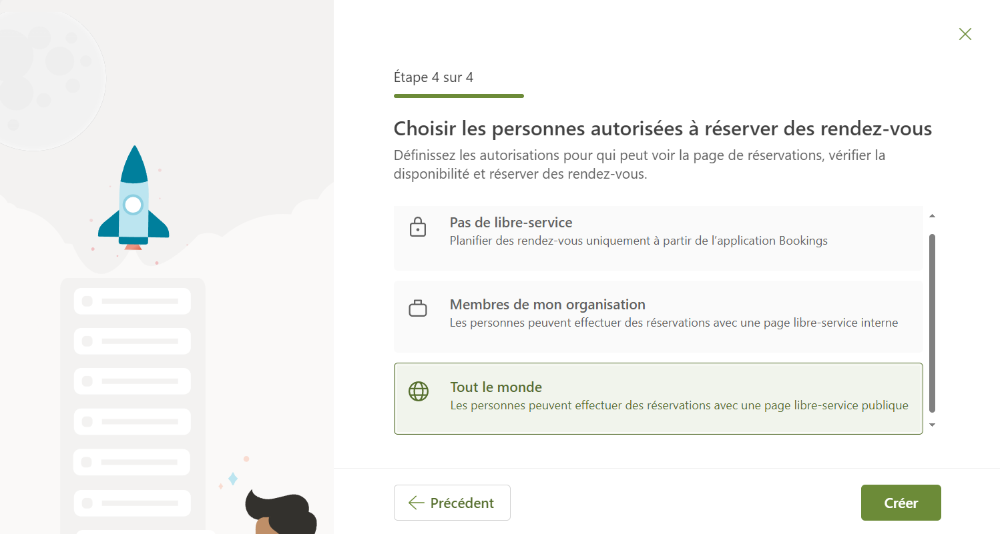 Étape 4 sur 4
Choisir les personnes autorisées à réserver des rendez-vous
Définissez les autorisations pour qui peut voir la page de réservations, vérifier la
disponibilité et réserver des rendez-vous.
Pas de libre-service
Planifier des rendez-vous uniquement à partir de l’application Bookings
Membres de mon organisation
Les personnes peuvent effectuer des réservations avec une page libre-service interne
Tout le monde
Les personnes peuvent effectuer des réservations avec une page libre-service publique
Précédent
Créer